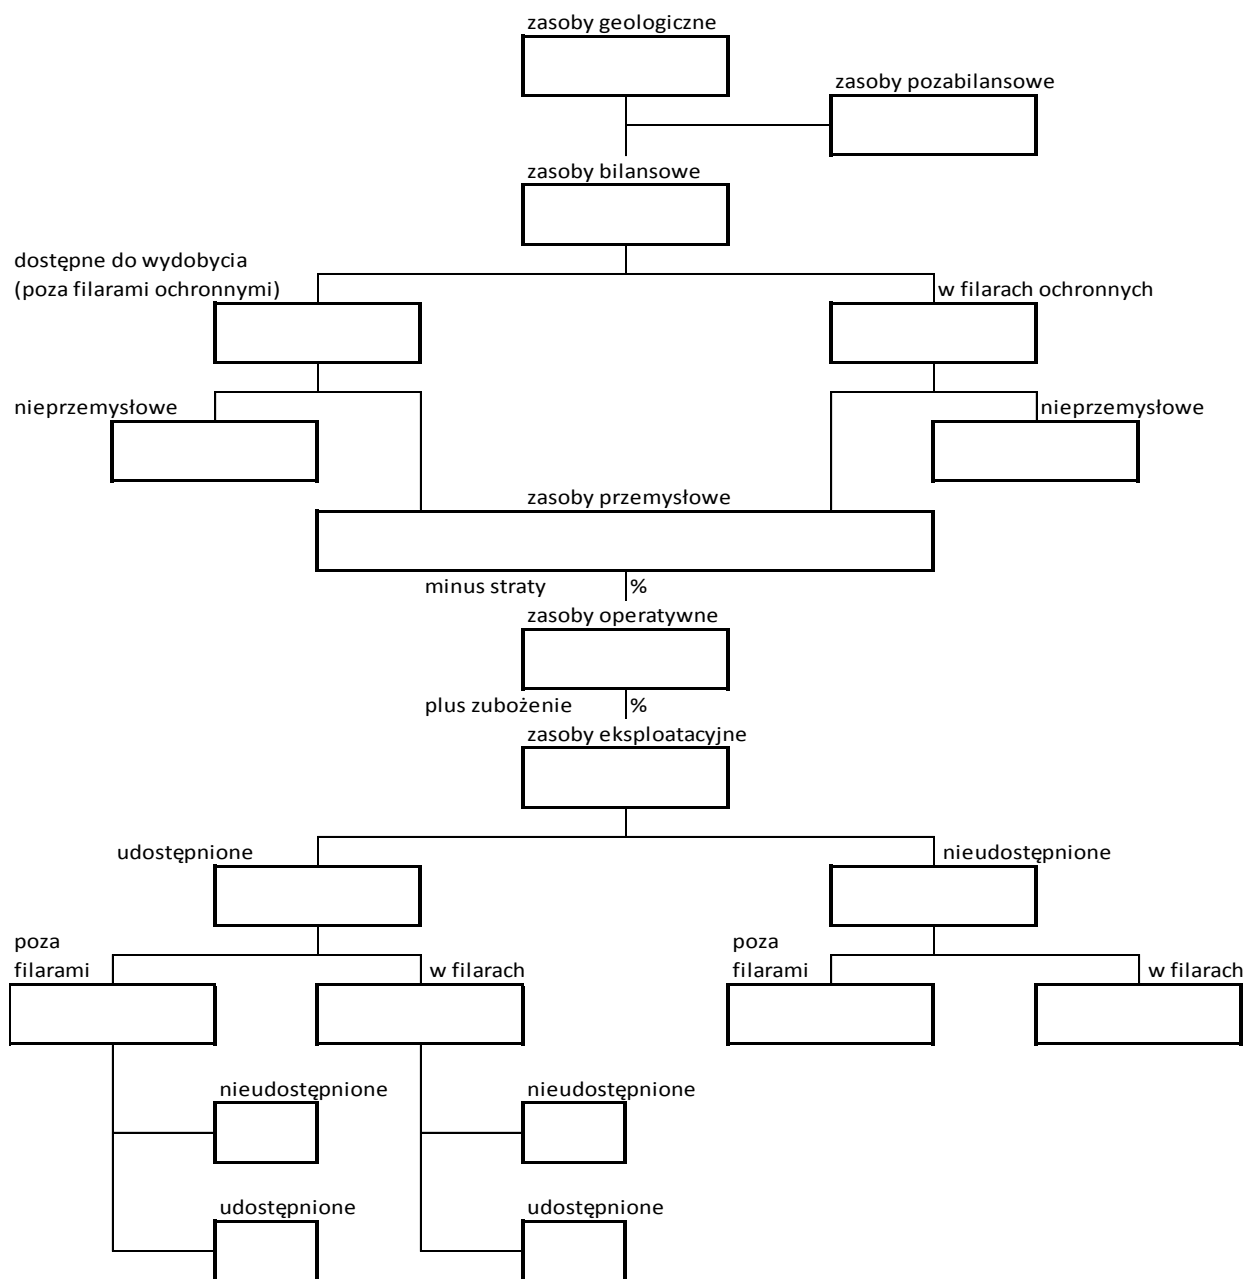 zasoby geologiczne
zasoby pozabilansowe
zasoby bilansowe
dostępne do wydobycia
(poza filarami ochronnymi)
w filarach ochronnych
nieprzemysłowe
nieprzemysłowe
zasoby przemysłowe
minus straty %
zasoby operatywne
plus zubożenie %
zasoby eksploatacyjne
udostępnione
nieudostępnione
poza
filarami
w filarach
poza
filarami
w filarach
nieudostępnione
nieudostępnione
udostępnione
udostępnione